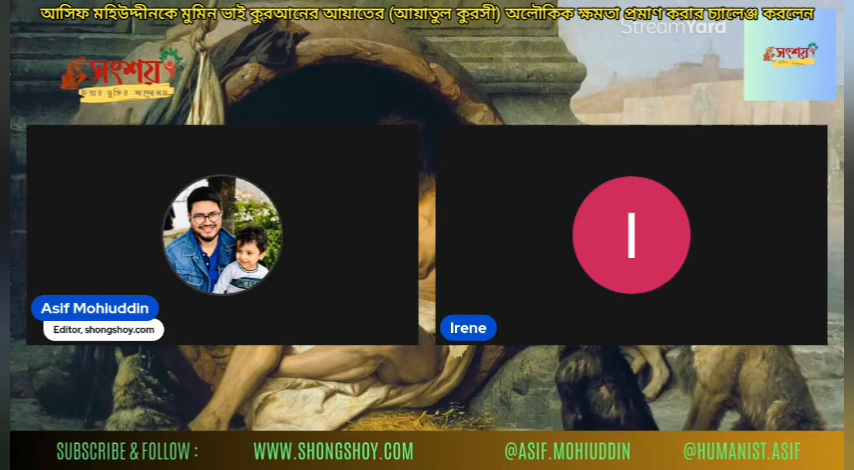 আসিফ মহিউদ্দীনকে মুমিন ভাই কুরআনের আয়াতের (আয়াতুল কুরসী) অলৌকিক ক্ষমতা প্রমাণ করার চ্যালেঞ্জ করলেন
StreamYard
সংশয়
সংশয়
I
Asif Mohiuddin
Editor, shongshoy.com
Irene
SUBSCRIBE & FOLLOW :
WWW.SHONGSHOY.COM
@ASIF.MOHIUDDIN
@HUMANIST.ASIF